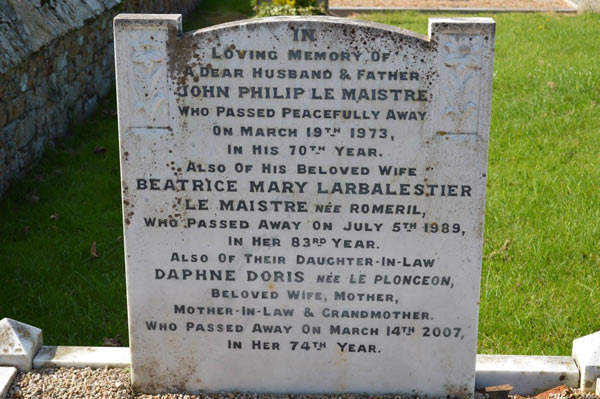 IN
LOVING MEMORY OF
A DEAR HUSBAND & FATHER
JOHN PHILIP LE MAISTRE
WHO PASSED PEACEFULLY AWAY
ON MARCH 19TH 1973,
IN HIS 70TH YEAR.
ALSO OF HIS BELOVED WIFE
BEATRICE MARY LARBALESTIER
LE MAISTRE NÉE ROMERIL,
WHO PASSED AWAY ON JULY 5TH 1989,
IN HER 83RD YEAR.
ALSO OF THEIR DAUGHTER-IN-LAW
DAPHNE DORIS NÉE LE PLONGEON,
BELOVED WIFE, MOTHER,
MOTHER-IN-LAW & GRANDMOTHER.
WHO PASSED AWAY ON MARCH 14TH 2007,
IN HER 74TH YEAR.